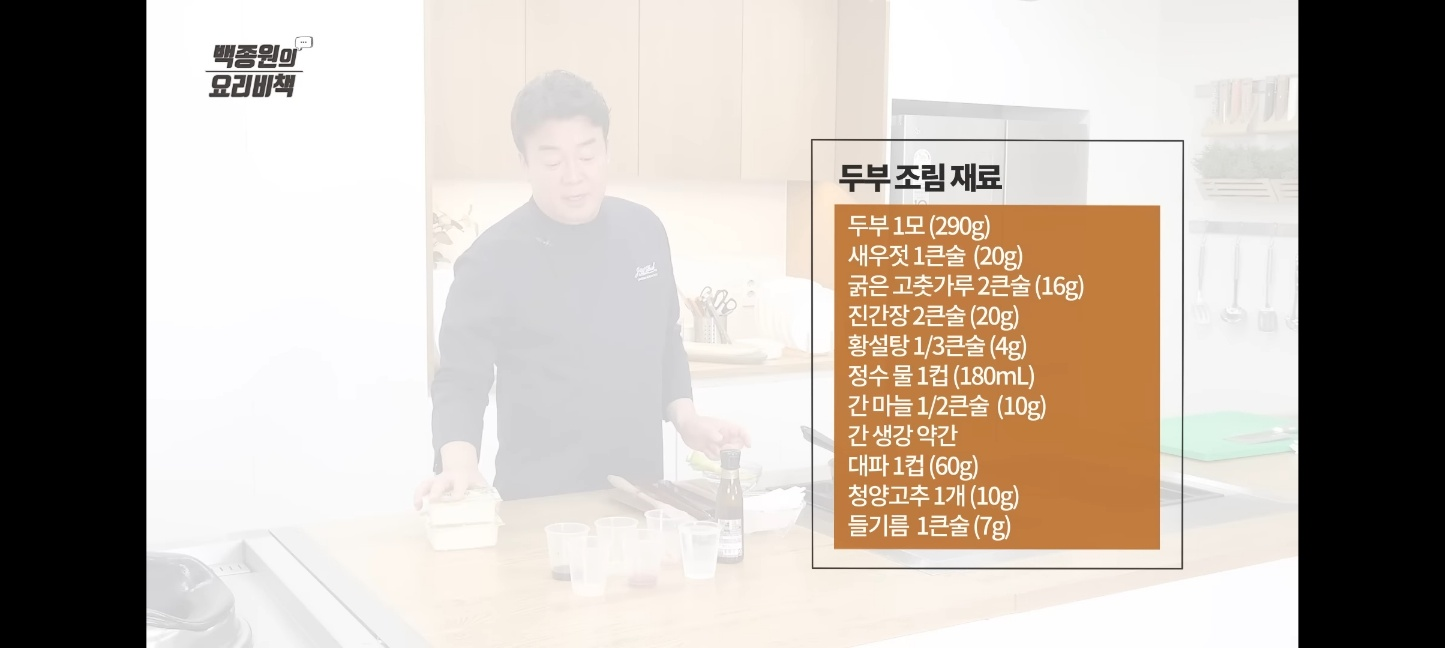 백종원의
요리비책
두부 조림 재료
두부 1모 (290g)
새우젓 1큰술 (20g)
굵은 고춧가루 2큰술 (16g)
진간장 2큰술 (20g)
황설탕 1/3큰술 (4g)
정수 물 1컵 (180mL)
간 마늘 1/2큰술 (10g)
간 생강 약간
대파 1컵 (60g)
청양고추 1개 (10g)
들기름 1큰술 (7g)